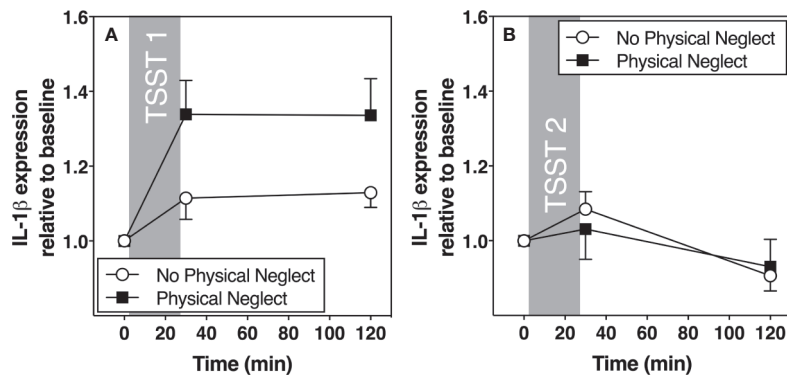 A
TSST 1
IL-1β expression
relative to baseline
1.6
1.4
1.2
1.0
No Physical Neglect
Physical Neglect
0 20 40 60 80 100 120
Time (min)
B
TSST 2
IL-1β expression
relative to baseline
1.6
1.4
1.2
1.0
No Physical Neglect
Physical Neglect
0 20 40 60 80 100 120
Time (min)